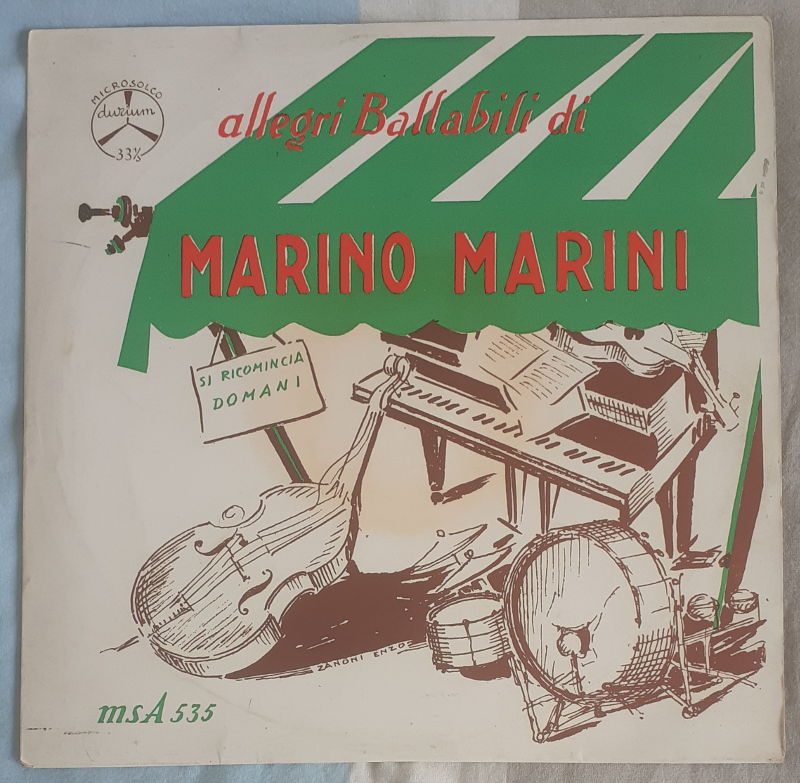 MICROSOLCO
durium
33⅓
allegri Ballabili di
MARINO MARINI
SI RICOMINCIA
DOMANI
ZANONI ENZO
msA 535